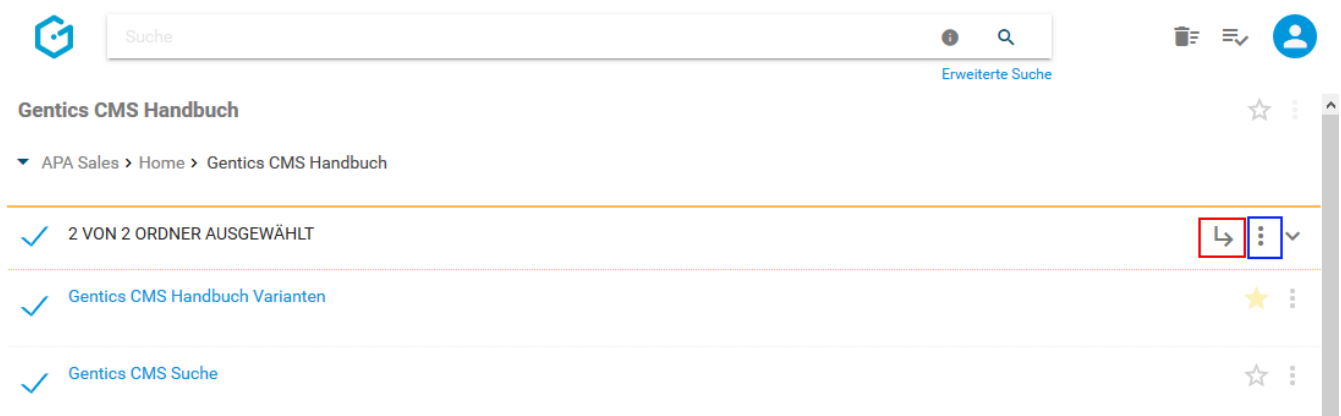 Suche
Erweiterte Suche
Gentics CMS Handbuch
APA Sales > Home > Gentics CMS Handbuch
2 VON 2 ORDNER AUSGEWÄHLT
Gentics CMS Handbuch Varianten
Gentics CMS Suche